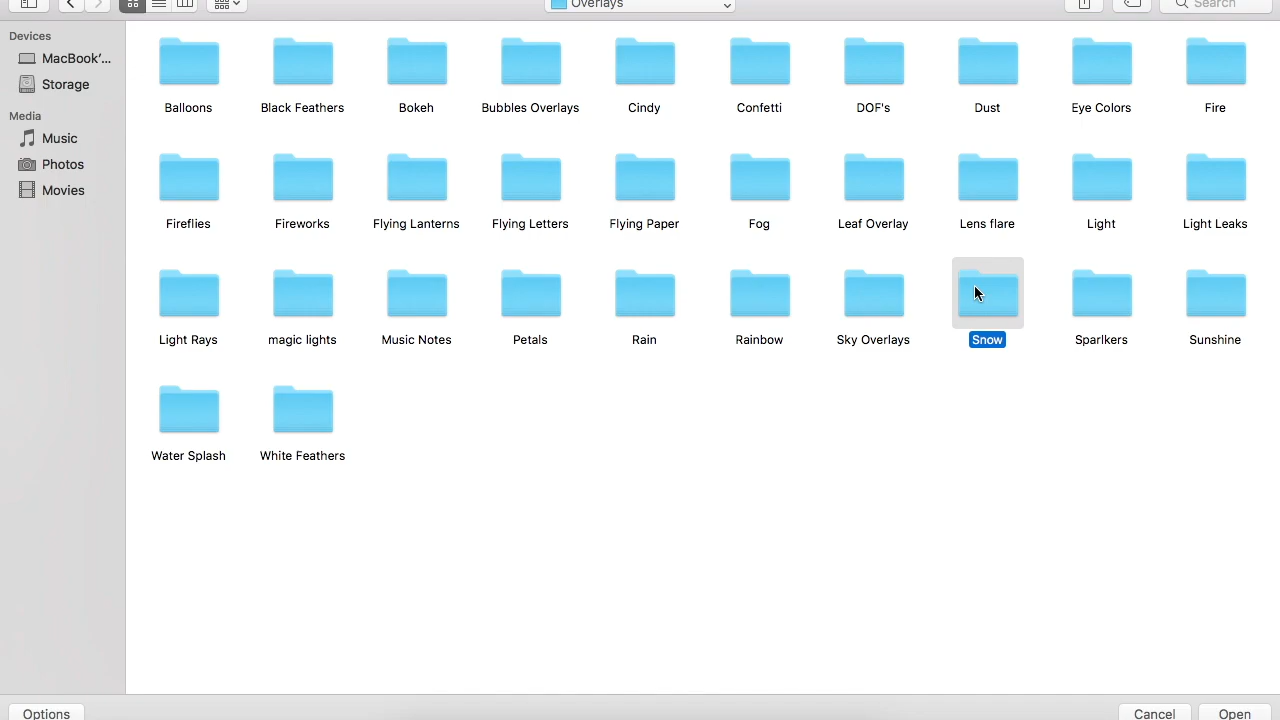 Overlays
Search
Devices
MacBook'...
Storage
Media
Music
Photos
Movies
Balloons
Black Feathers
Bokeh
Bubbles Overlays
Cindy
Confetti
DOF's
Dust
Eye Colors
Fire
Fireflies
Fireworks
Flying Lanterns
Flying Letters
Flying Paper
Fog
Leaf Overlay
Lens flare
Light
Light Leaks
Light Rays
magic lights
Music Notes
Petals
Rain
Rainbow
Sky Overlays
Snow
Sparlkers
Sunshine
Water Splash
White Feathers
Options
Cancel
Open